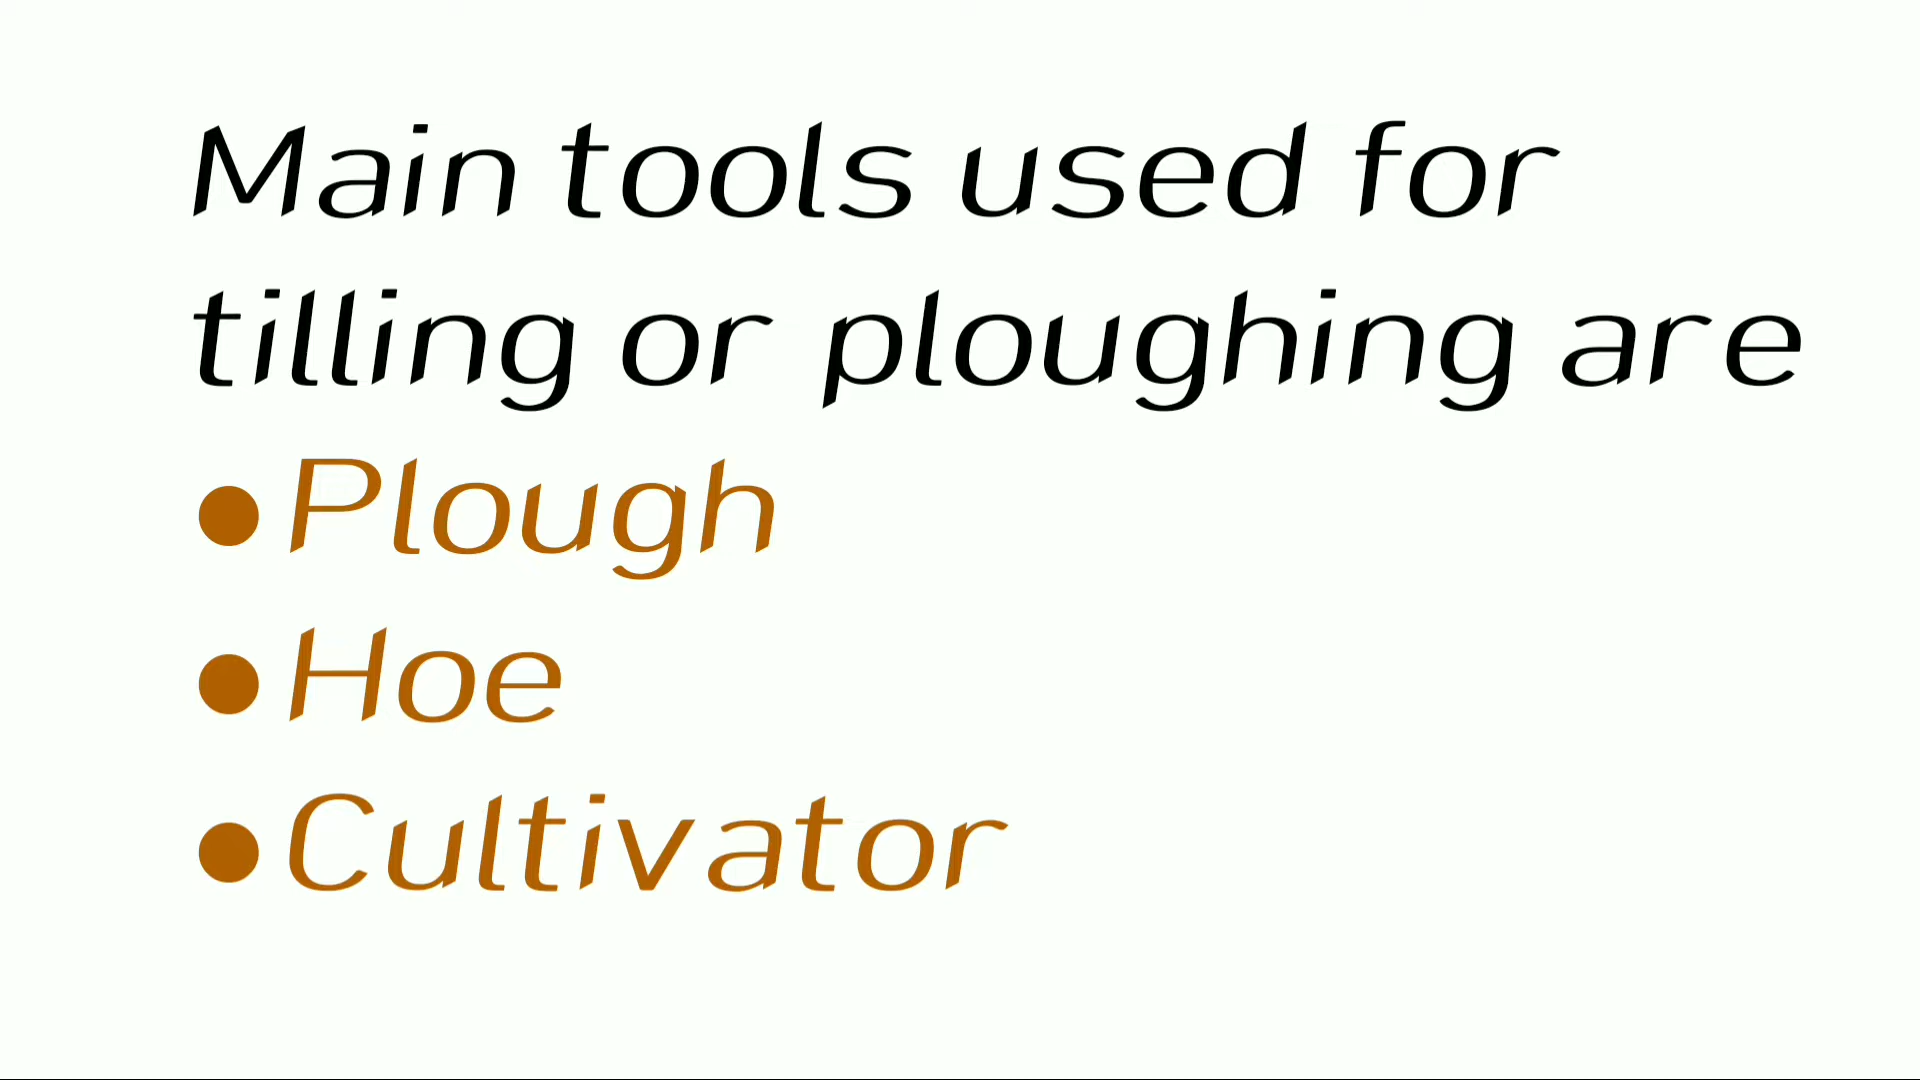 Main tools used for
tilling or ploughing are
●Plough
●Hoe
●Cultivator